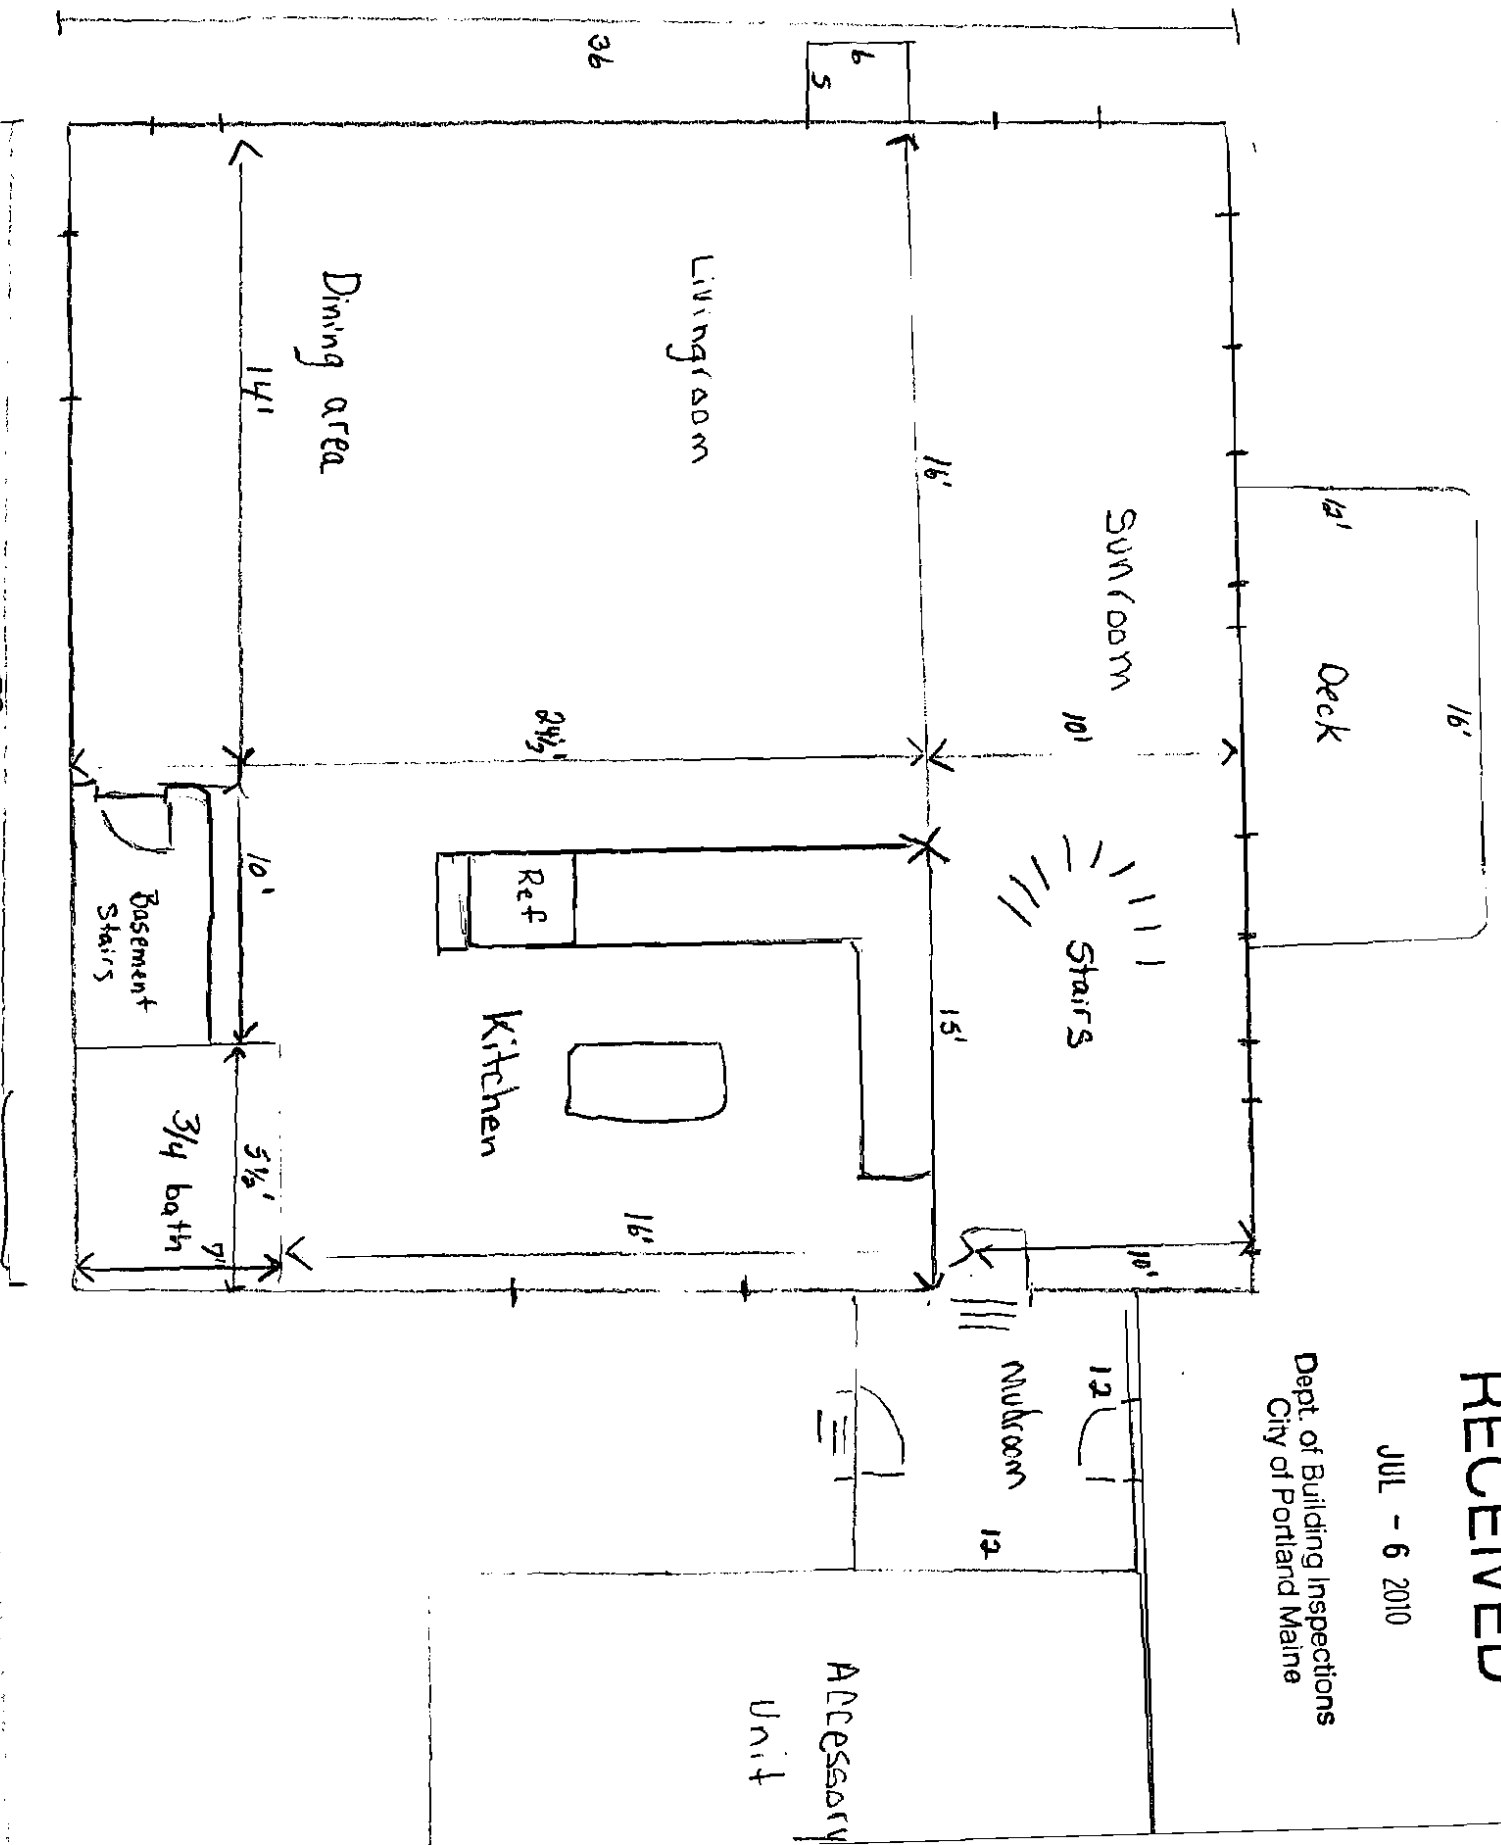 RECEIVED
JUL - 6 2010
Dept. of Building Inspections
City of Portland Maine
16'
12'
Deck
Sunroom
10'
Stairs
10'
12
Mudroom
12
16'
15'
6
5
Accessory
Unit
Livingroom
36
16'
Ref
Kitchen
Dining area
14'
10'
5½'
7'
3/4 bath
Basement
Stairs